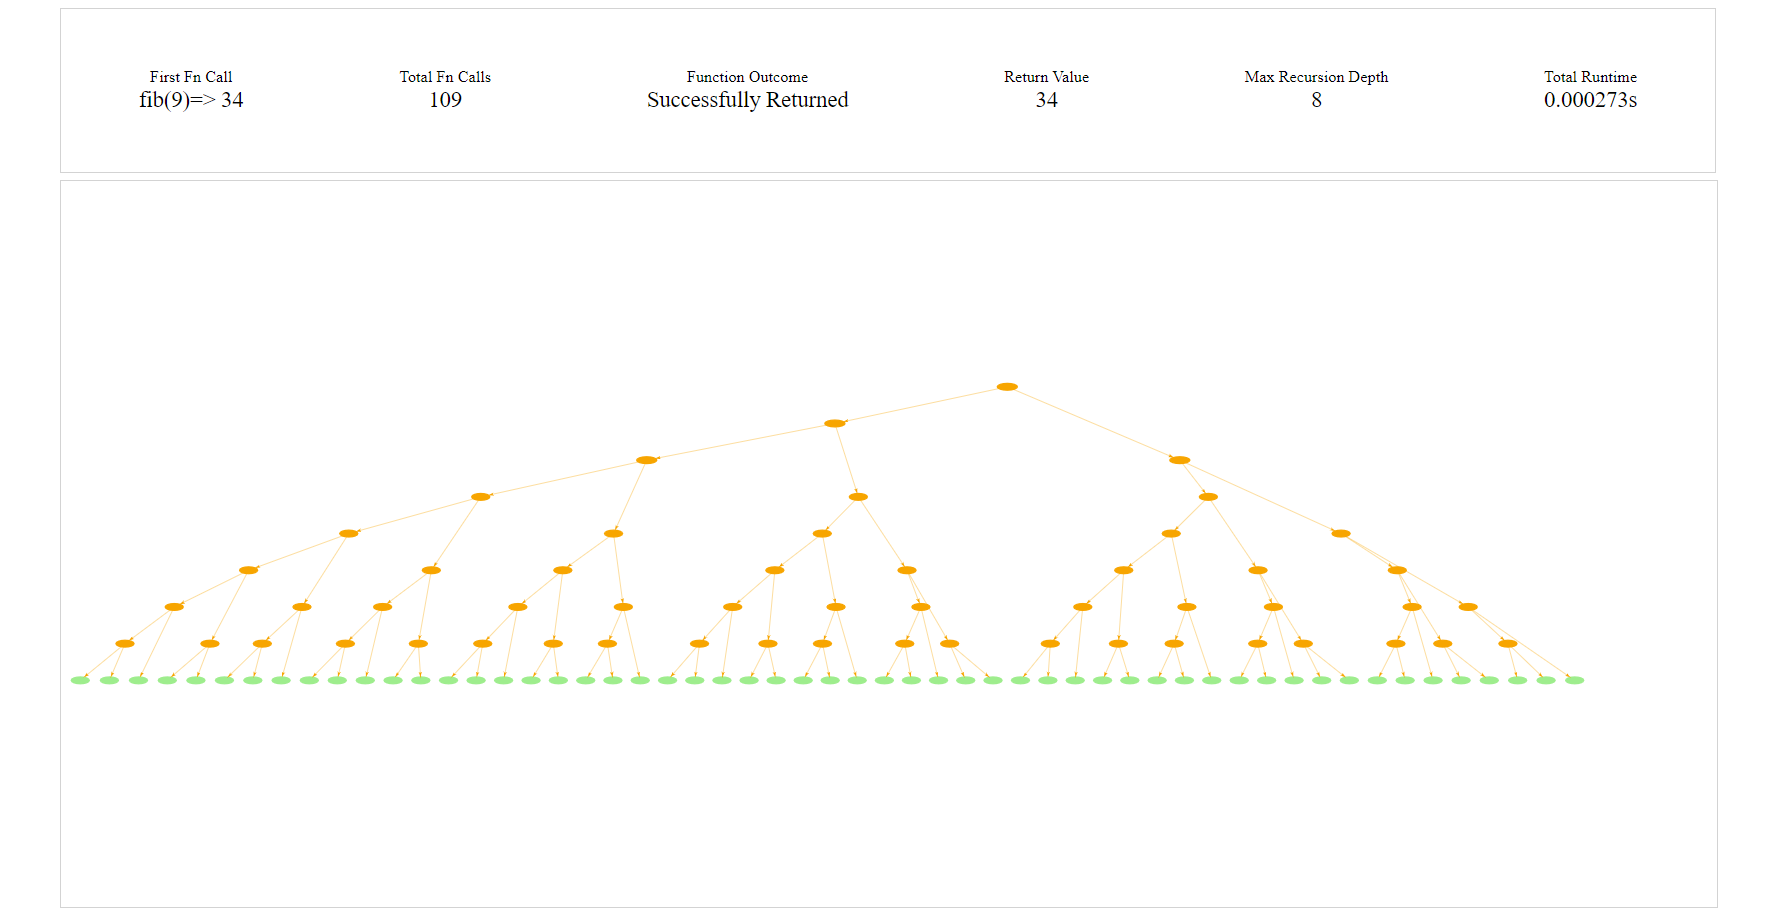 First Fn Call
fib(9)=> 34
Total Fn Calls
109
Function Outcome
Successfully Returned
Return Value
34
Max Recursion Depth
8
Total Runtime
0.000273s